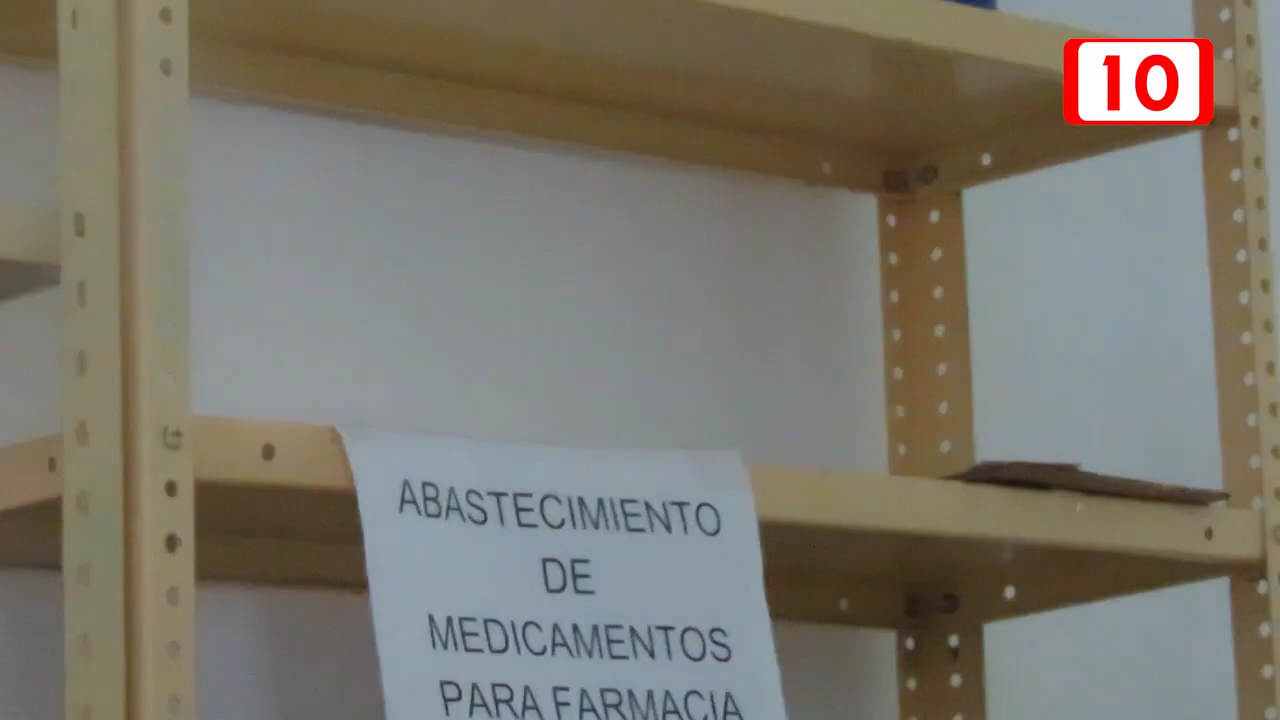 10
ABASTECIMIENTO
DE
MEDICAMENTOS
PARA FARMACIA